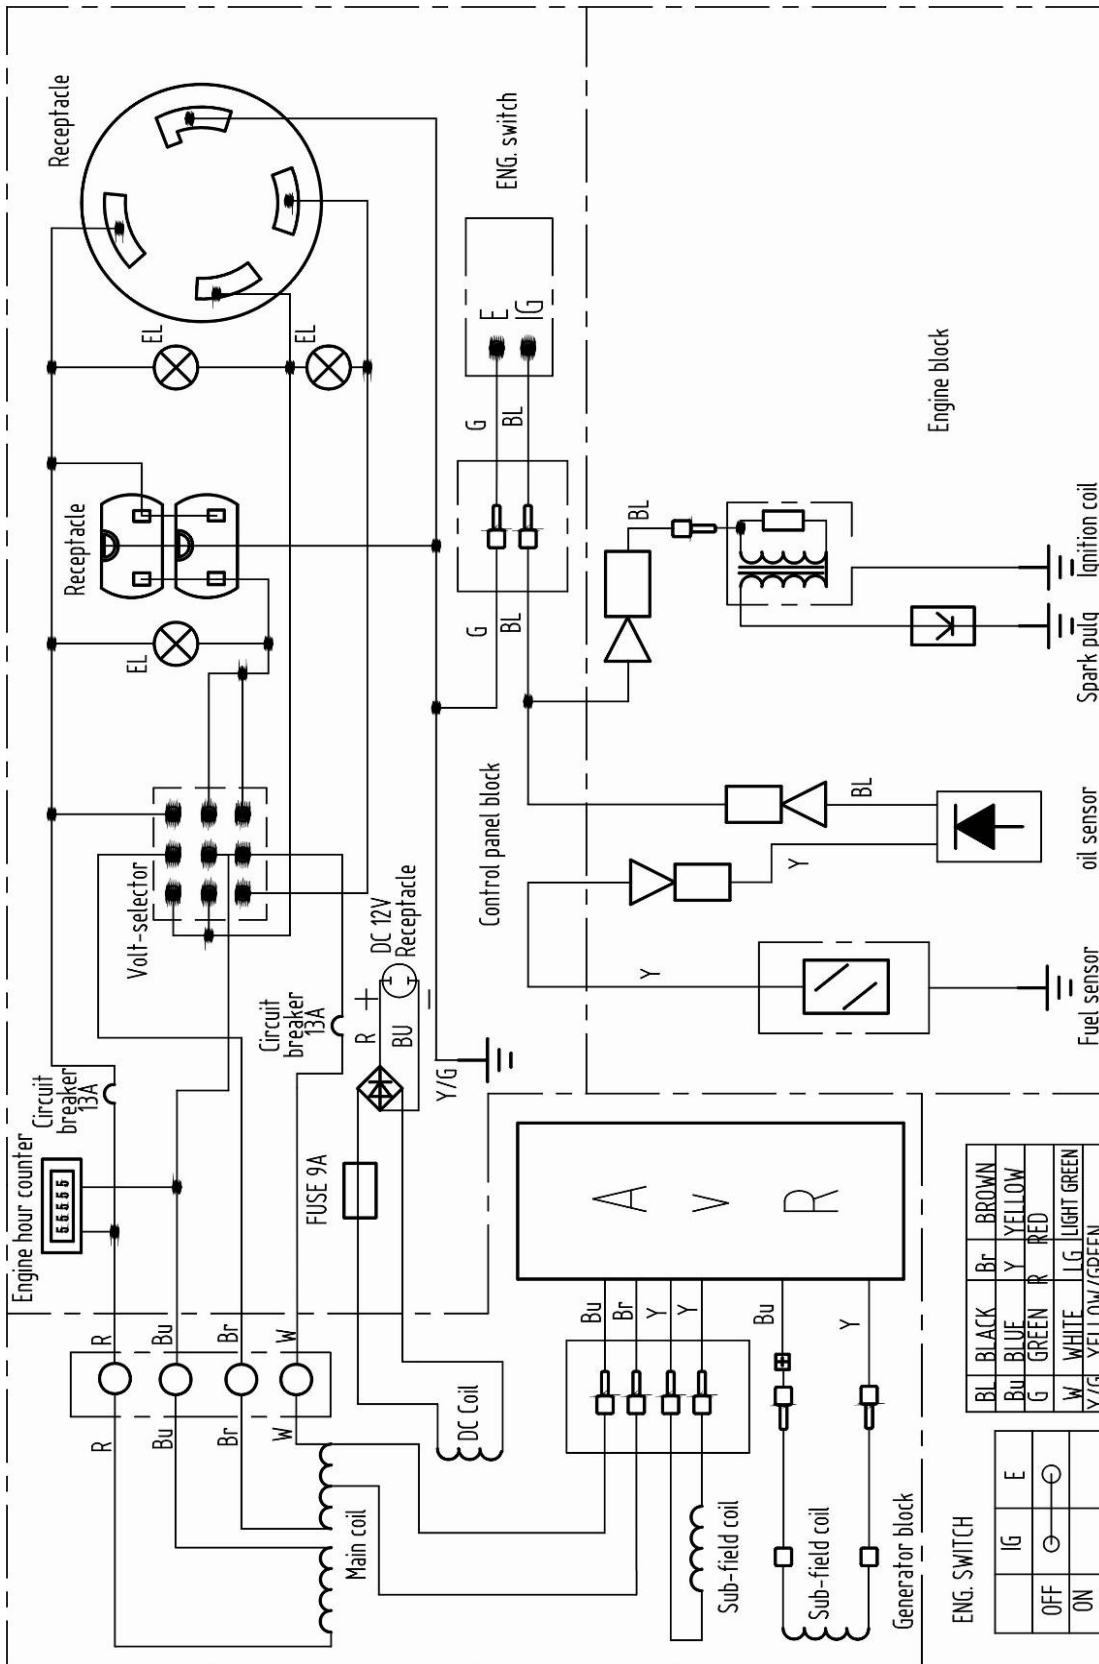 Receptacle
ENG. switch
E
IG
EL
EL
G
BL
Receptacle
EL
G
BL
BL
Engine block
Ignition coil
Spark pulg
Volt-selector
Control panel block
BL
Y
oil sensor
DC 12V
Receptacle
+
−
R
BU
Circuit
breaker
13A
Y/G
Y
Fuel sensor
Circuit
breaker
13A
Engine hour counter
55555
FUSE 9A
A V R
R
Bu
Br
W
R
Bu
Br
W
Bu
Br
Y
Y
Bu
Y
DC Coil
Main coil
Sub-field coil
Sub-field coil
Generator block
BL BLACK Br BROWN
Bu BLUE Y YELLOW
G GREEN R RED
W WHITE LG LIGHT GREEN
Y/G YELLOW/GREEN
ENG. SWITCH
IG E
OFF
ON